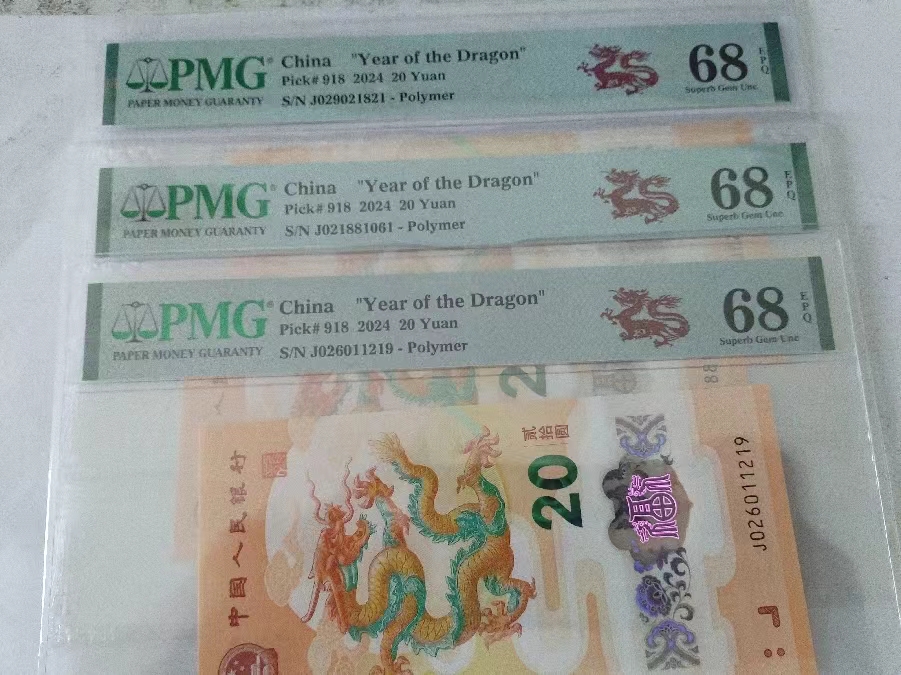 PMG®
PAPER MONEY GUARANTY
China "Year of the Dragon"
Pick# 918 2024 20 Yuan
S/N J029021821 - Polymer
68
EPQ
Superb Gem Unc
PMG®
PAPER MONEY GUARANTY
China "Year of the Dragon"
Pick# 918 2024 20 Yuan
S/N J021881061 - Polymer
68
EPQ
Superb Gem Unc
PMG®
PAPER MONEY GUARANTY
China "Year of the Dragon"
Pick# 918 2024 20 Yuan
S/N J026011219 - Polymer
68
EPQ
Superb Gem Unc
2
88
中国人民银行
贰拾圆
20
福
J026011219